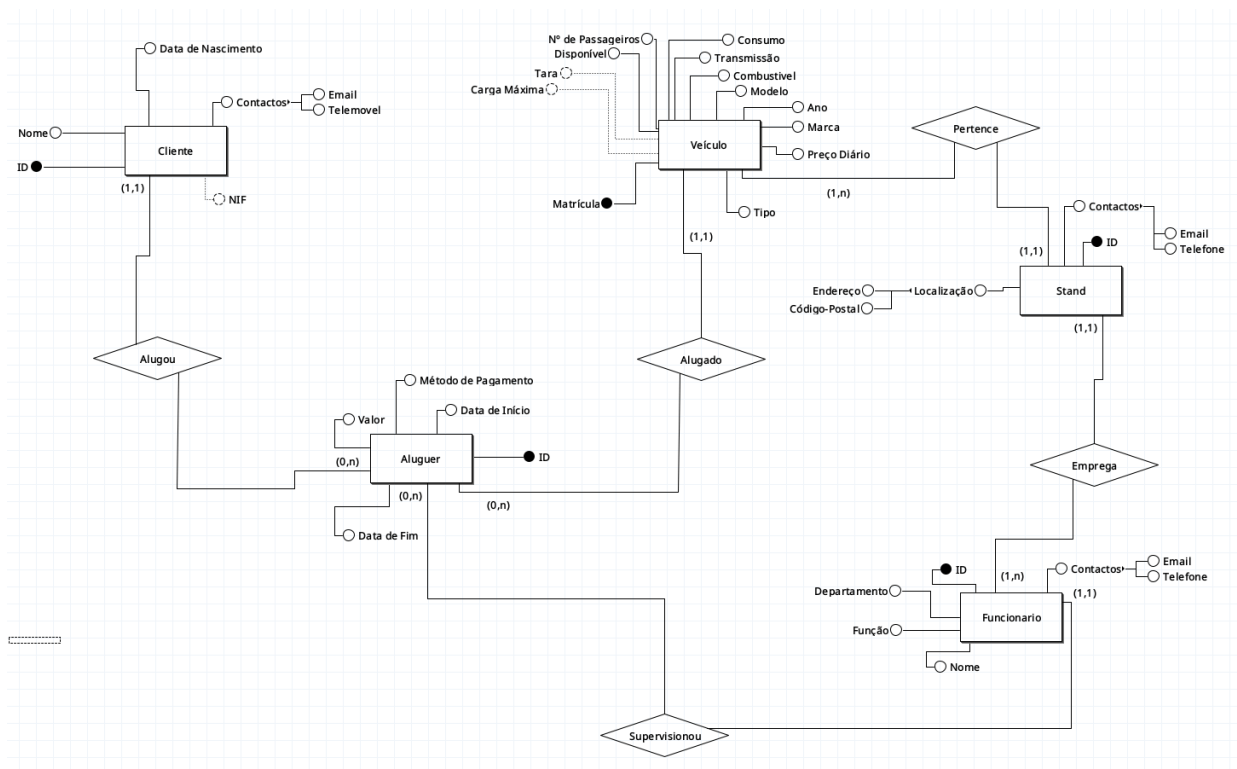 Nº de Passageiros
Consumo
Data de Nascimento
Disponível
Transmissão
Tara
Combustivel
Carga Máxima
Modelo
Email
Contactos
Telemovel
Ano
Nome
Marca
Pertence
Cliente
Veículo
Preço Diário
ID
(1,1)
(1,n)
NIF
Matrícula
Tipo
Contactos
Email
(1,1)
ID
Telefone
(1,1)
Endereço
Localização
Stand
Código-Postal
(1,1)
Alugou
Alugado
Método de Pagamento
Data de Início
Valor
Aluguer
ID
(0,n)
Emprega
(0,n)
(0,n)
Data de Fim
Email
ID
Contactos
(1,n)
Telefone
Departamento
(1,1)
Funcionario
Função
Nome
Supervisionou